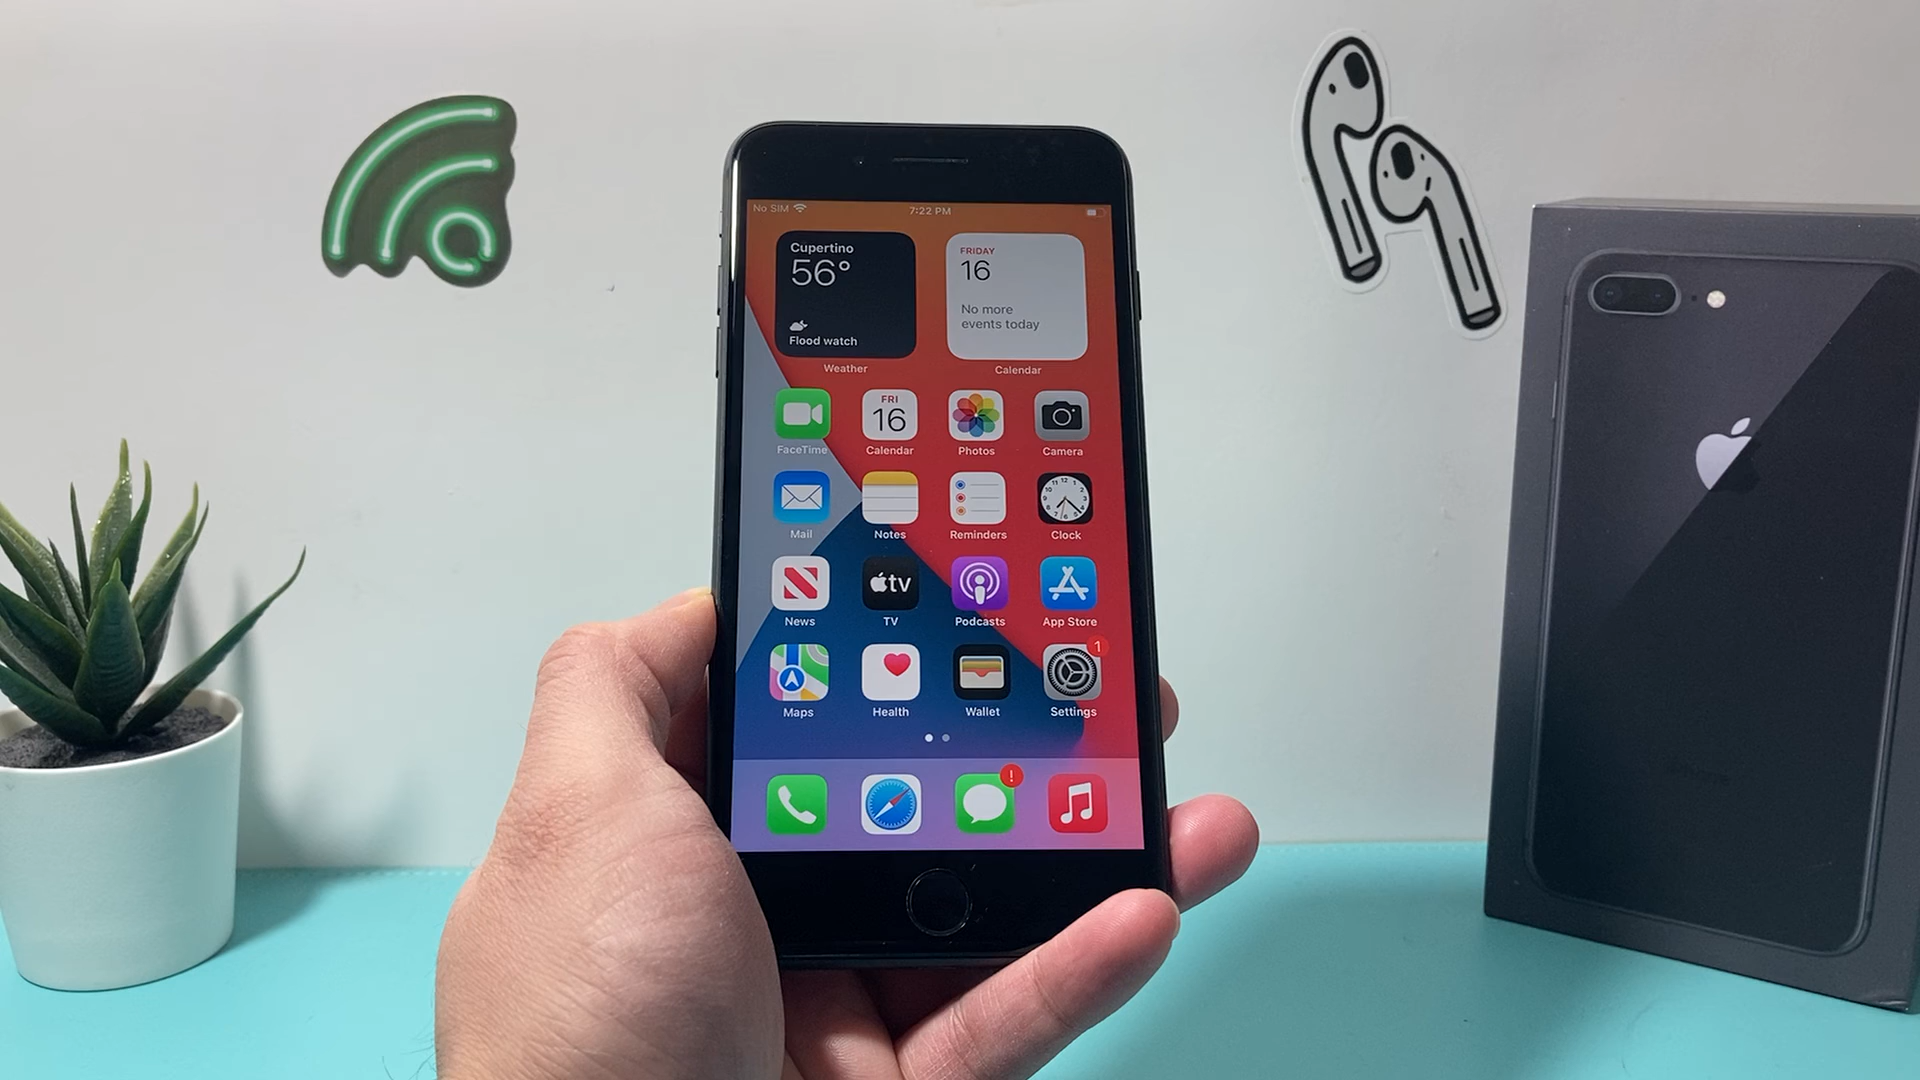 No SIM 7:22 PM
Cupertino
56°
Flood watch
Weather
FRIDAY
16
No more
events today
Calendar
FaceTime
FRI
16
Calendar
Photos
Camera
Mail
Notes
Reminders
Clock
News
tv
TV
Podcasts
App Store
Maps
Health
Wallet
1
Settings
!